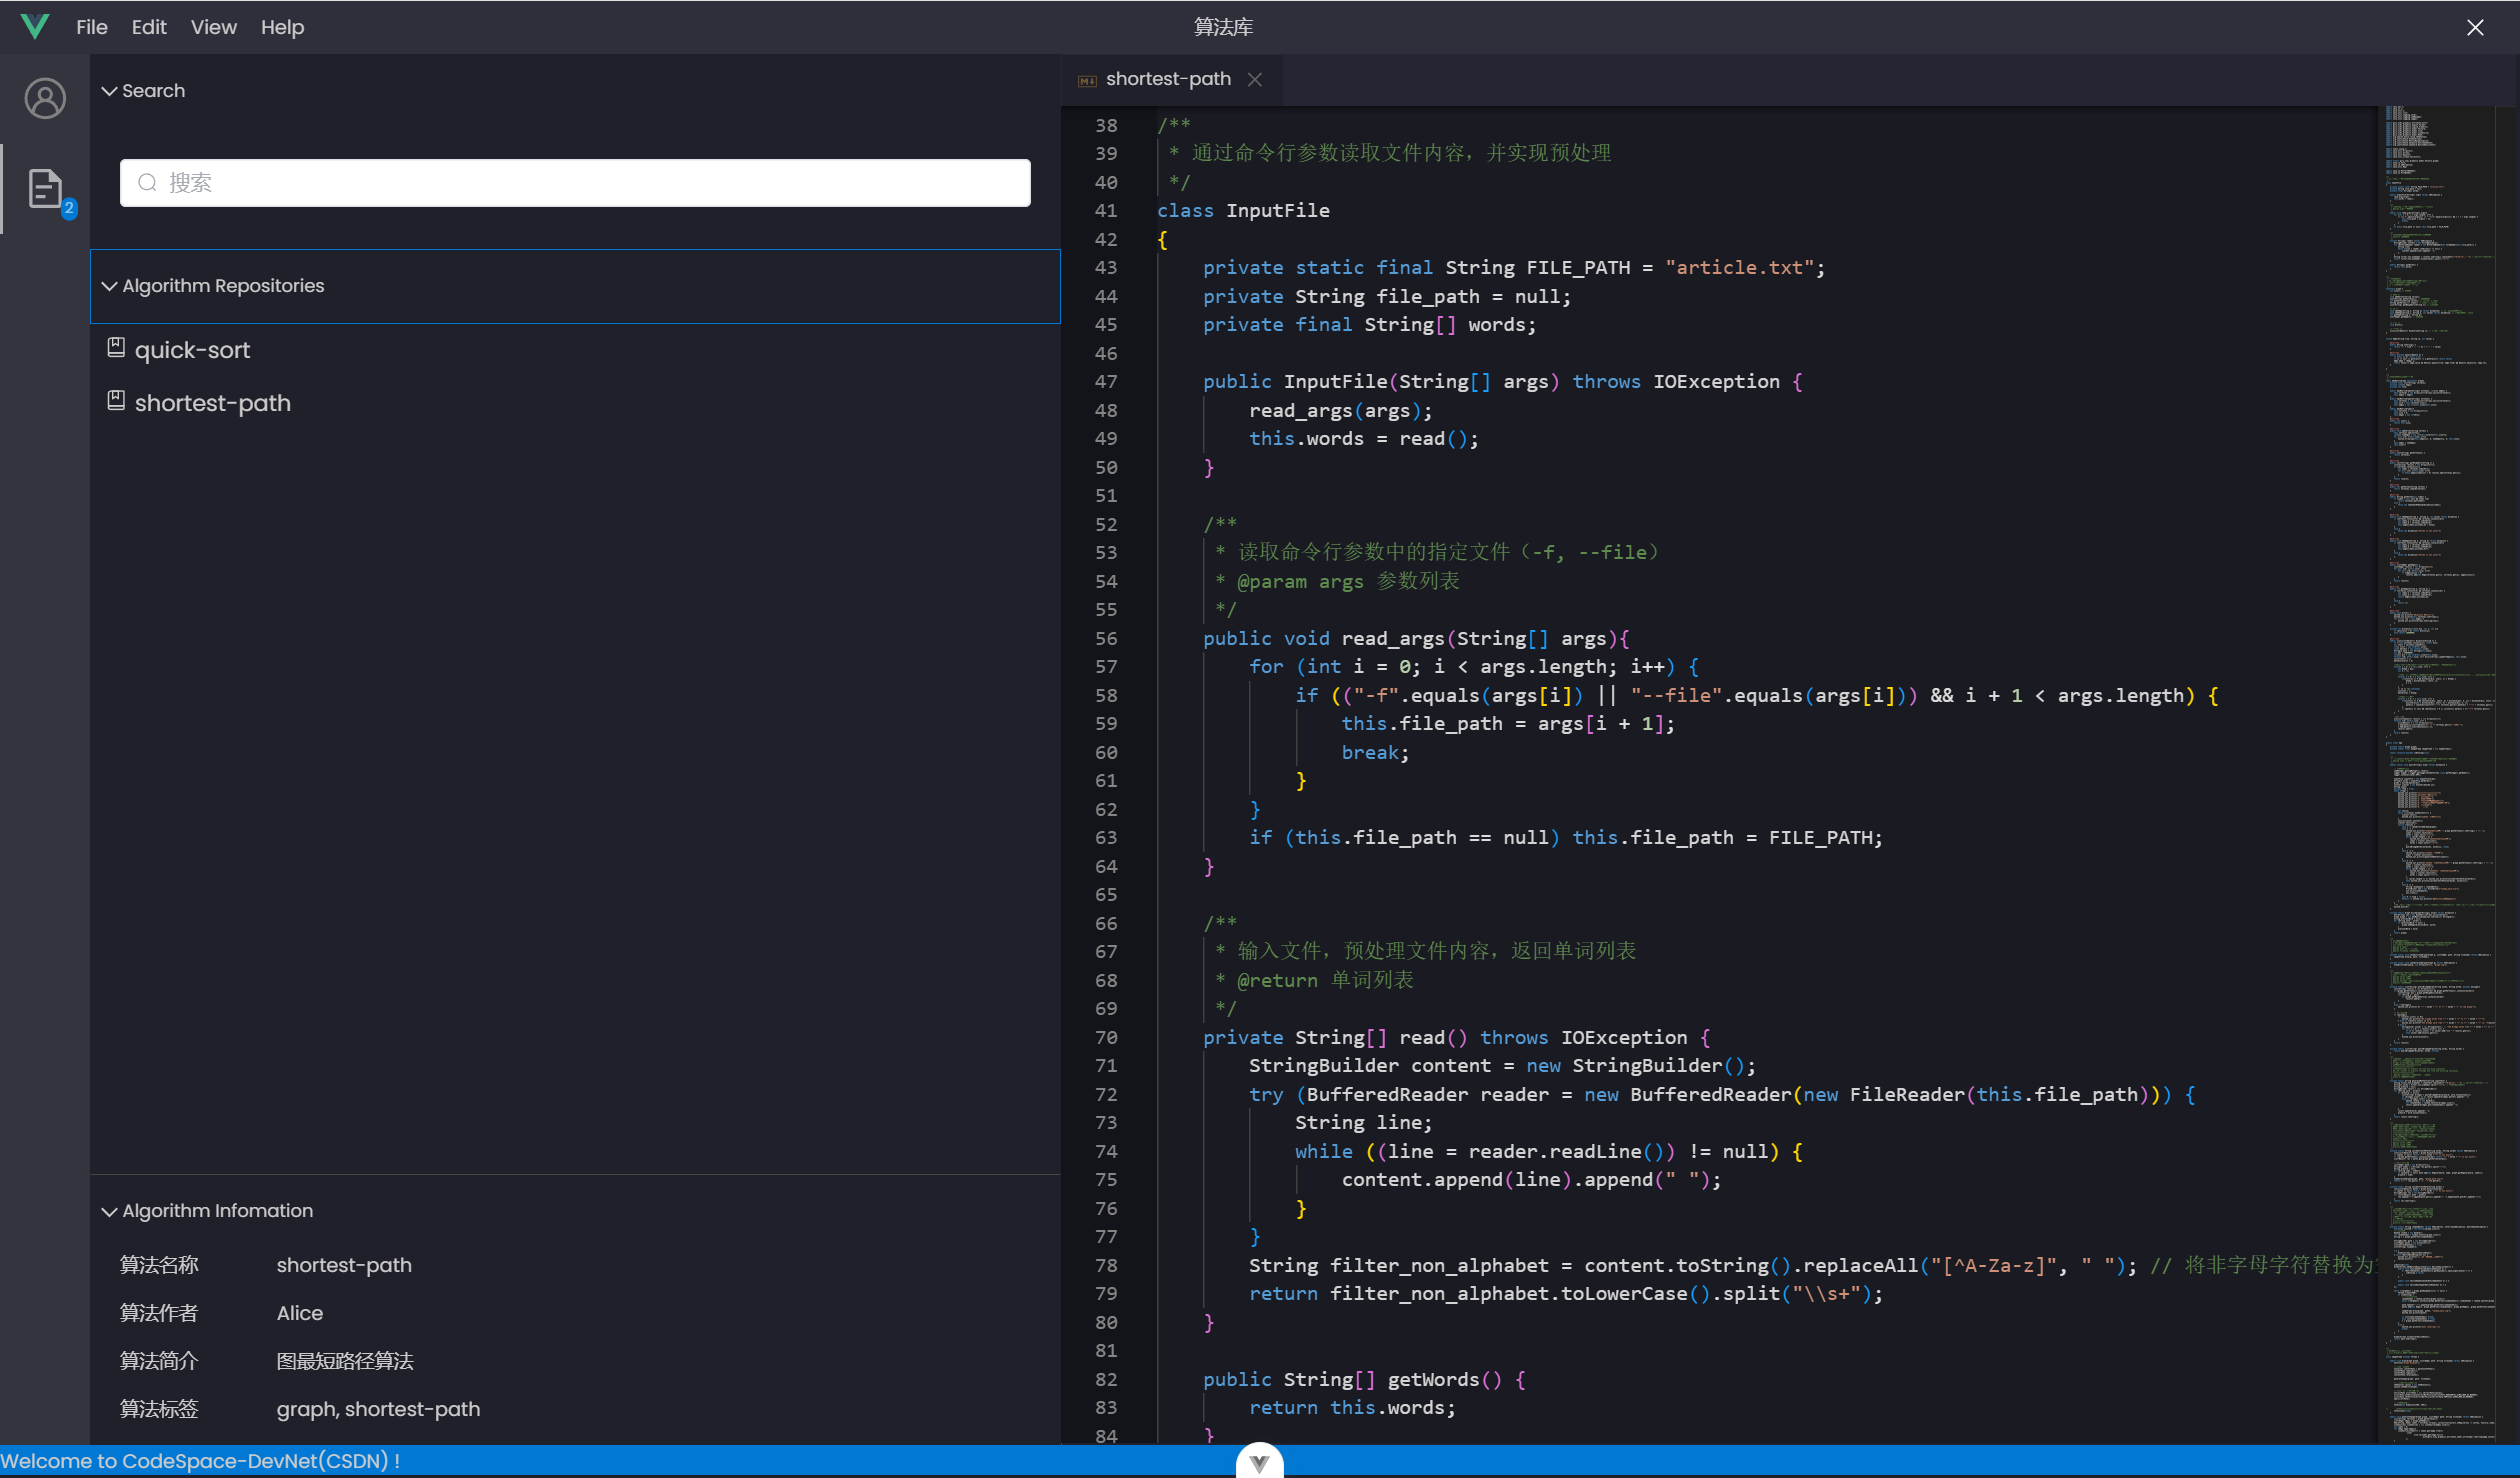 File Edit View Help
算法库
Search
搜索
2
Algorithm Repositories
quick-sort
shortest-path
Algorithm Infomation
算法名称 shortest-path
算法作者 Alice
算法简介 图最短路径算法
算法标签 graph, shortest-path
shortest-path
38 /**
39 * 通过命令行参数读取文件内容，并实现预处理
40 */
41 class InputFile
42 {
43 private static final String FILE_PATH = "article.txt";
44 private String file_path = null;
45 private final String[] words;
46
47 public InputFile(String[] args) throws IOException {
48 read_args(args);
49 this.words = read();
50 }
51
52 /**
53 * 读取命令行参数中的指定文件（-f, --file）
54 * @param args 参数列表
55 */
56 public void read_args(String[] args){
57 for (int i = 0; i < args.length; i++) {
58 if (("-f".equals(args[i]) || "--file".equals(args[i])) && i + 1 < args.length) {
59 this.file_path = args[i + 1];
60 break;
61 }
62 }
63 if (this.file_path == null) this.file_path = FILE_PATH;
64 }
65
66 /**
67 * 输入文件，预处理文件内容，返回单词列表
68 * @return 单词列表
69 */
70 private String[] read() throws IOException {
71 StringBuilder content = new StringBuilder();
72 try (BufferedReader reader = new BufferedReader(new FileReader(this.file_path))) {
73 String line;
74 while ((line = reader.readLine()) != null) {
75 content.append(line).append(" ");
76 }
77 }
78 String filter_non_alphabet = content.toString().replaceAll("[^A-Za-z]", " "); // 将非字母字符替换为
79 return filter_non_alphabet.toLowerCase().split("\\s+");
80 }
81
82 public String[] getWords() {
83 return this.words;
84 }
Welcome to CodeSpace-DevNet(CSDN) !